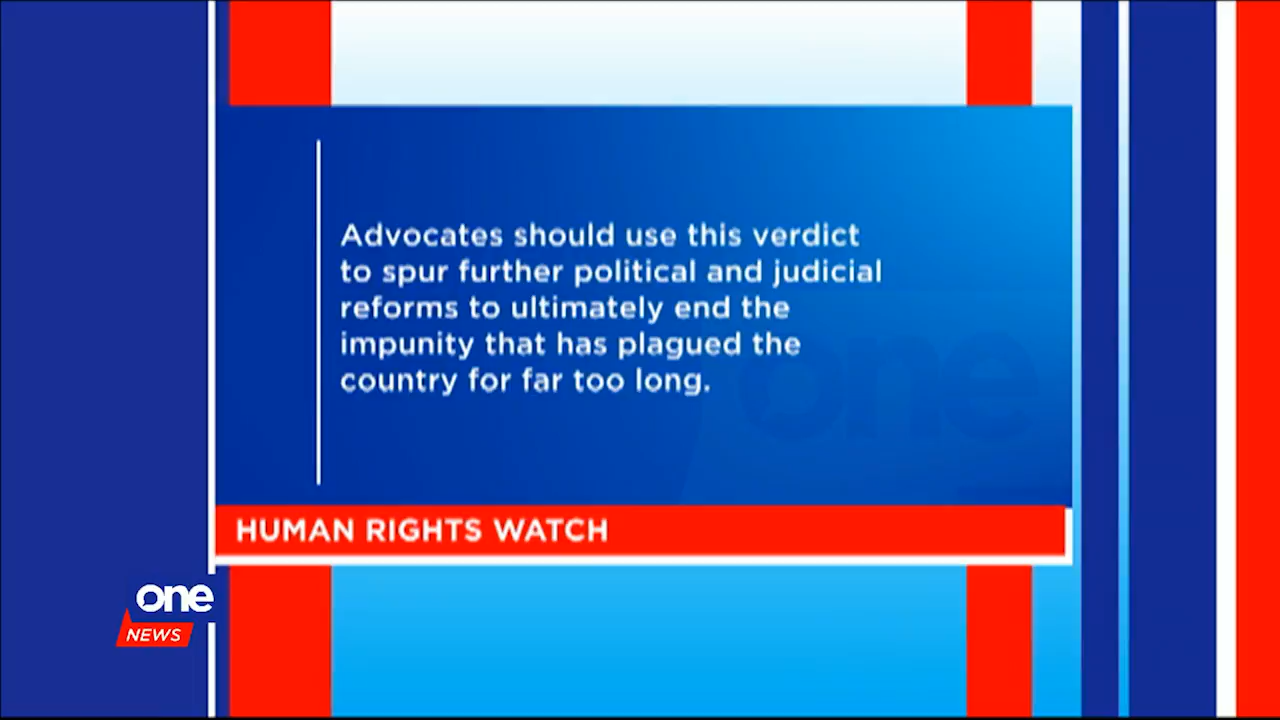 Advocates should use this verdict
to spur further political and judicial
reforms to ultimately end the
impunity that has plagued the
country for far too long.
one
HUMAN RIGHTS WATCH
one
NEWS